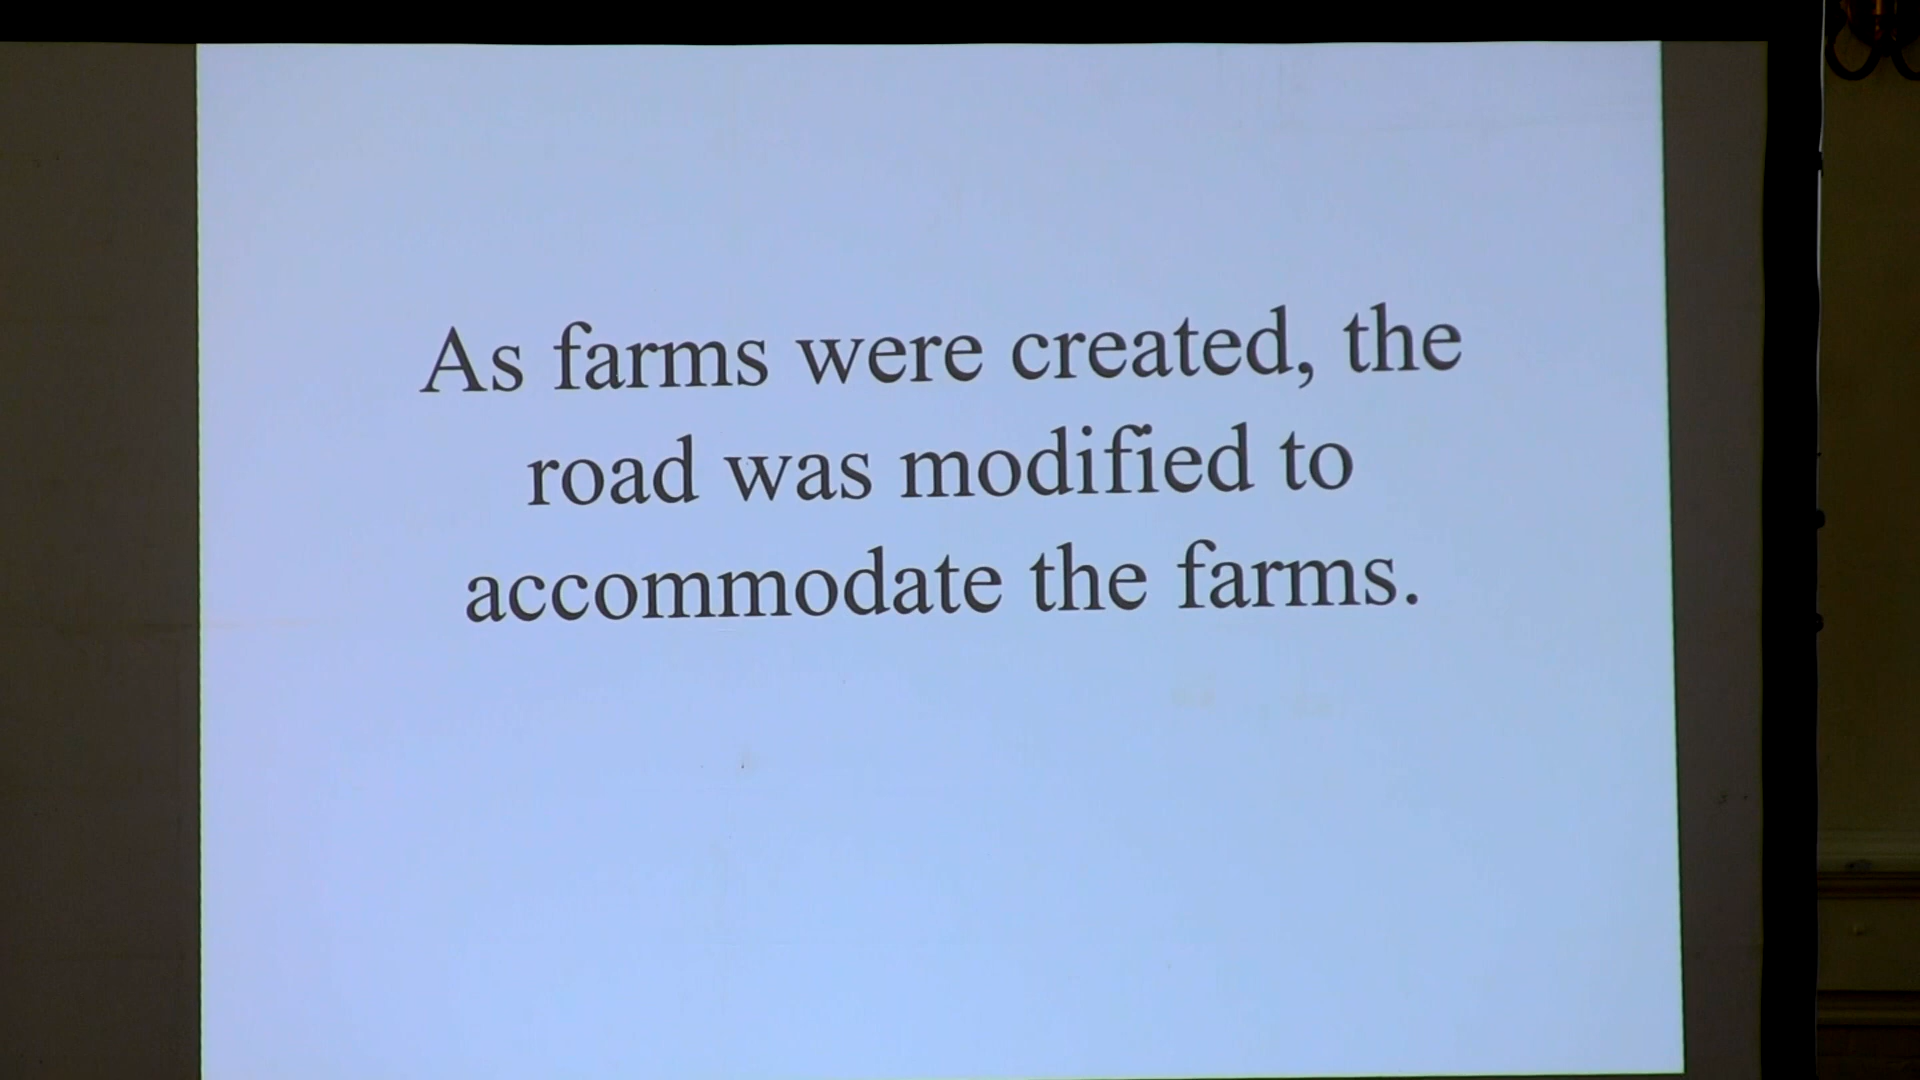 As farms were created, the
road was modified to
accommodate the farms.